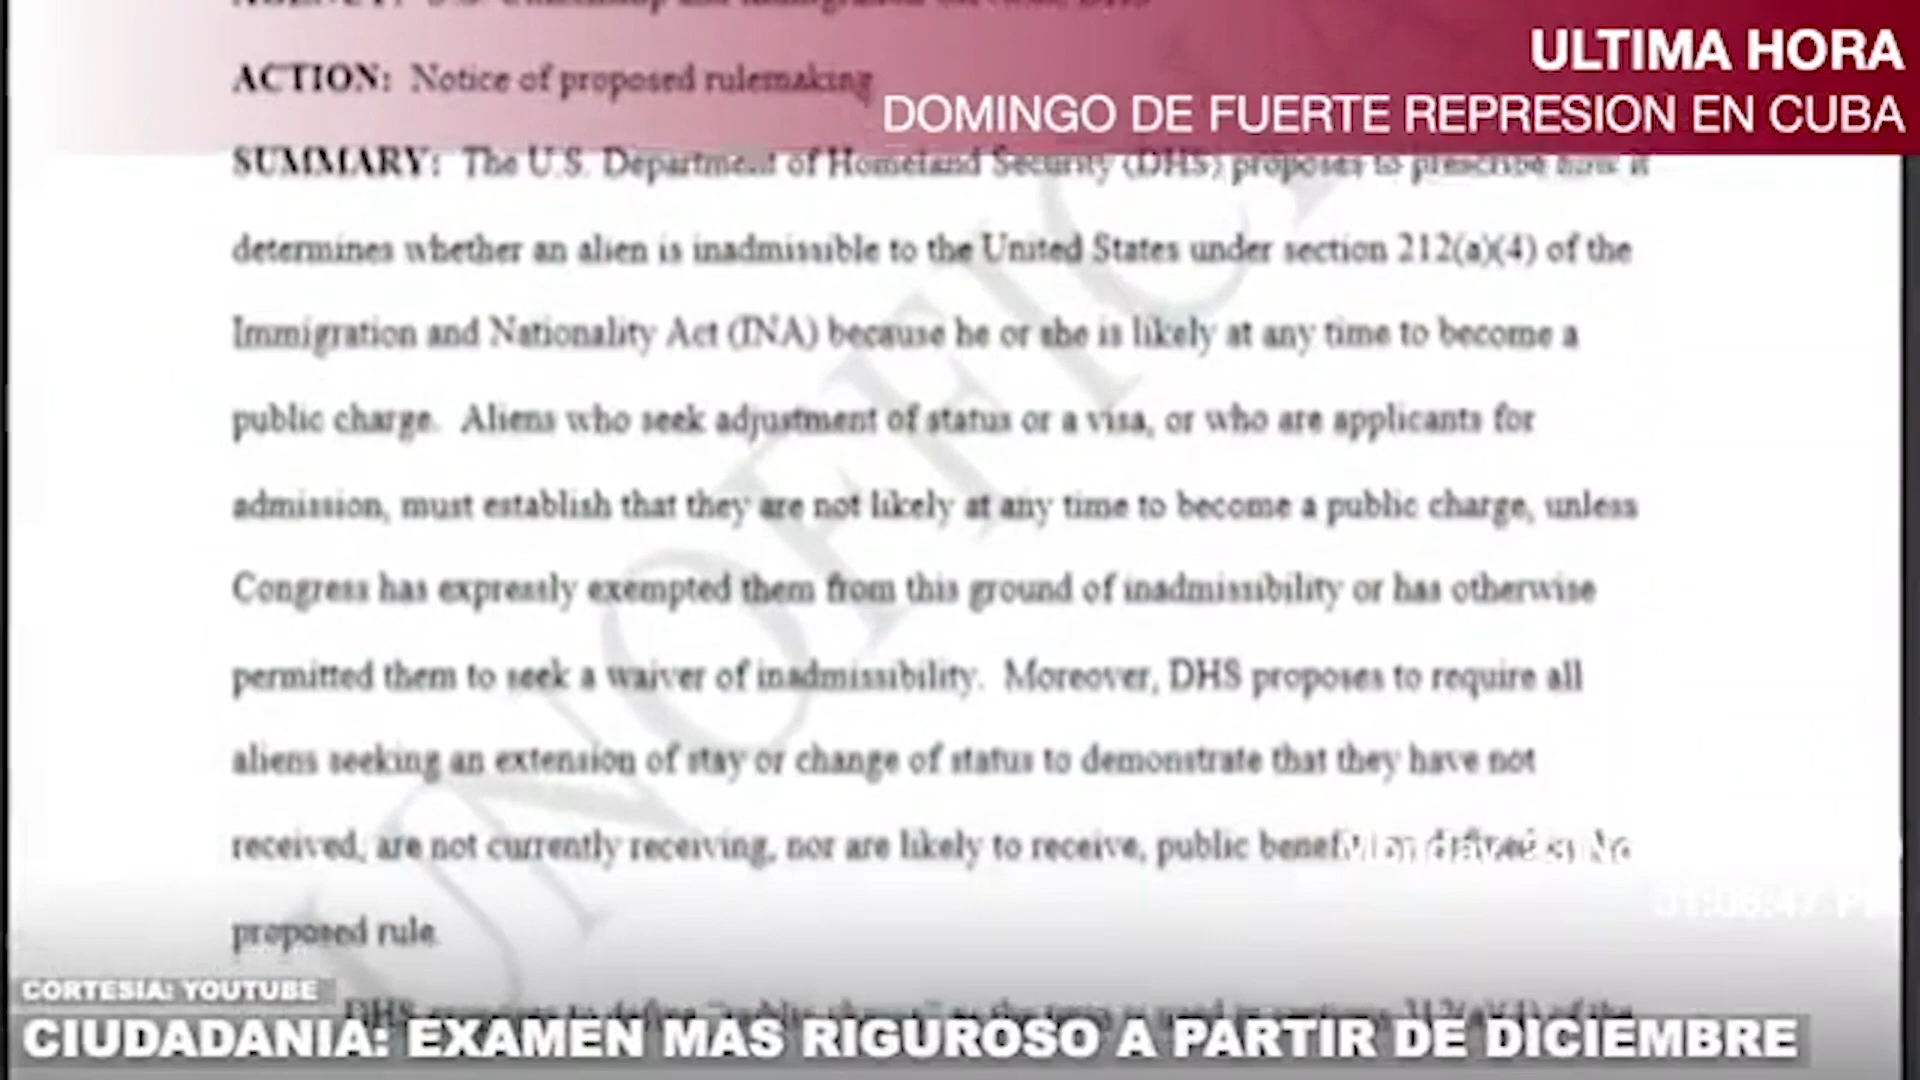 ULTIMA HORA
DOMINGO DE FUERTE REPRESION EN CUBA
ACTION: Notice of proposed rulemaking
SUMMARY: The U.S. Department of Homeland Security (DHS) proposes to prescribe how it
determines whether an alien is inadmissible to the United States under section 212(a)(4) of the
Immigration and Nationality Act (INA) because he or she is likely at any time to become a
public charge. Aliens who seek adjustment of status or a visa, or who are applicants for
admission, must establish that they are not likely at any time to become a public charge, unless
Congress has expressly exempted them from this ground of inadmissibility or has otherwise
permitted them to seek a waiver of inadmissibility. Moreover, DHS proposes to require all
aliens seeking an extension of stay or change of status to demonstrate that they have not
received, are not currently receiving, nor are likely to receive, public
proposed rule.
CORTESIA: YOUTUBE
CIUDADANIA: EXAMEN MAS RIGUROSO A PARTIR DE DICIEMBRE